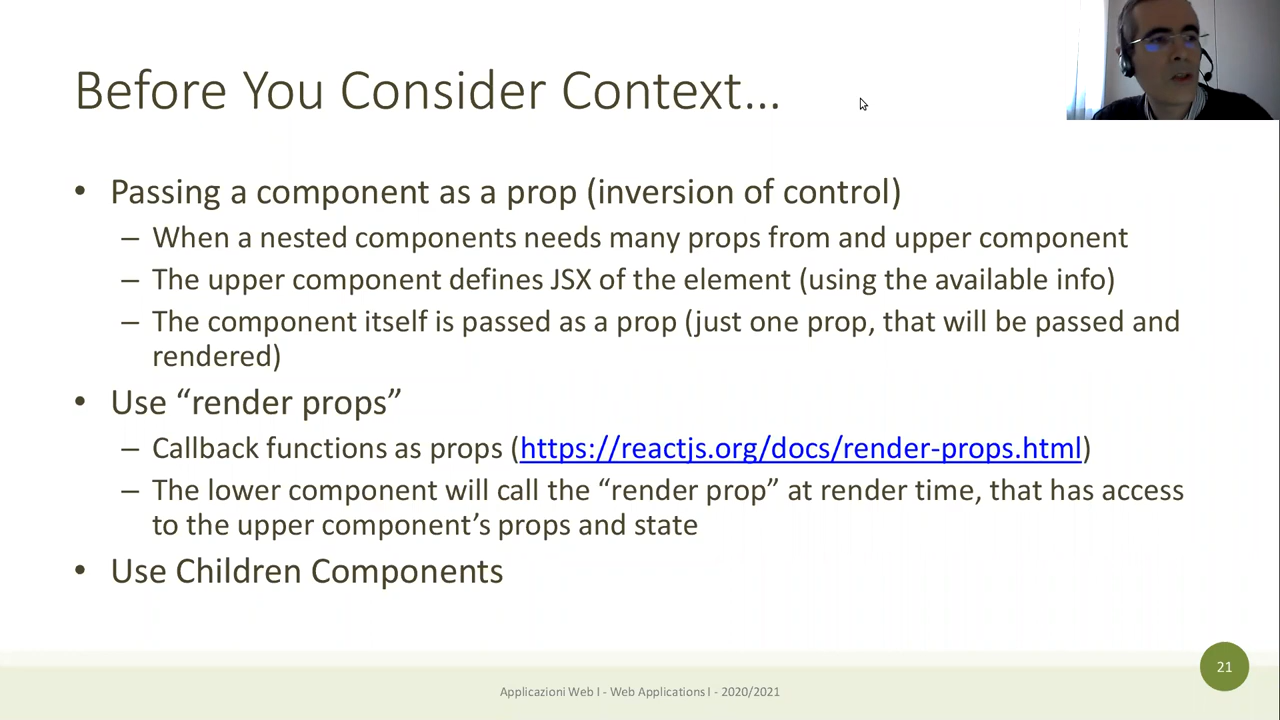 Before You Consider Context...
• Passing a component as a prop (inversion of control)
– When a nested components needs many props from and upper component
– The upper component defines JSX of the element (using the available info)
– The component itself is passed as a prop (just one prop, that will be passed and
rendered)
• Use “render props”
– Callback functions as props (https://reactjs.org/docs/render-props.html)
– The lower component will call the “render prop” at render time, that has access
to the upper component’s props and state
• Use Children Components
21
Applicazioni Web I - Web Applications I - 2020/2021